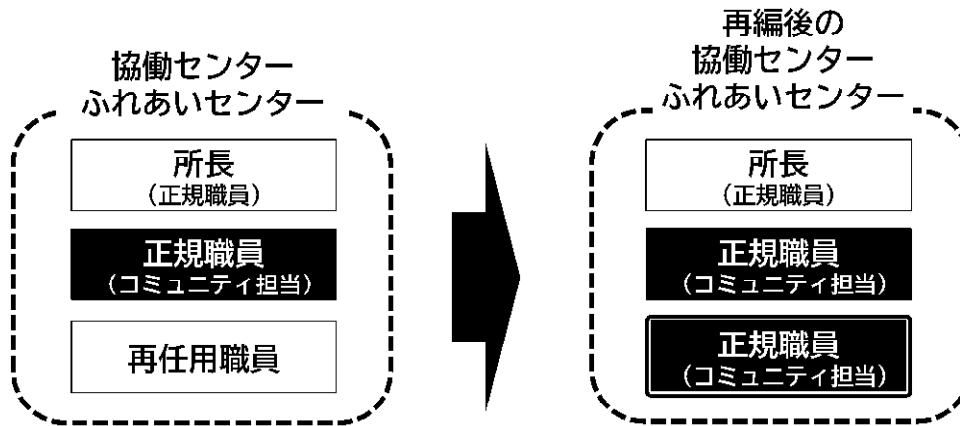 協働センター
ふれあいセンター
所長
（正規職員）
正規職員
（コミュニティ担当）
再任用職員
再編後の
協働センター
ふれあいセンター
所長
（正規職員）
正規職員
（コミュニティ担当）
正規職員
（コミュニティ担当）